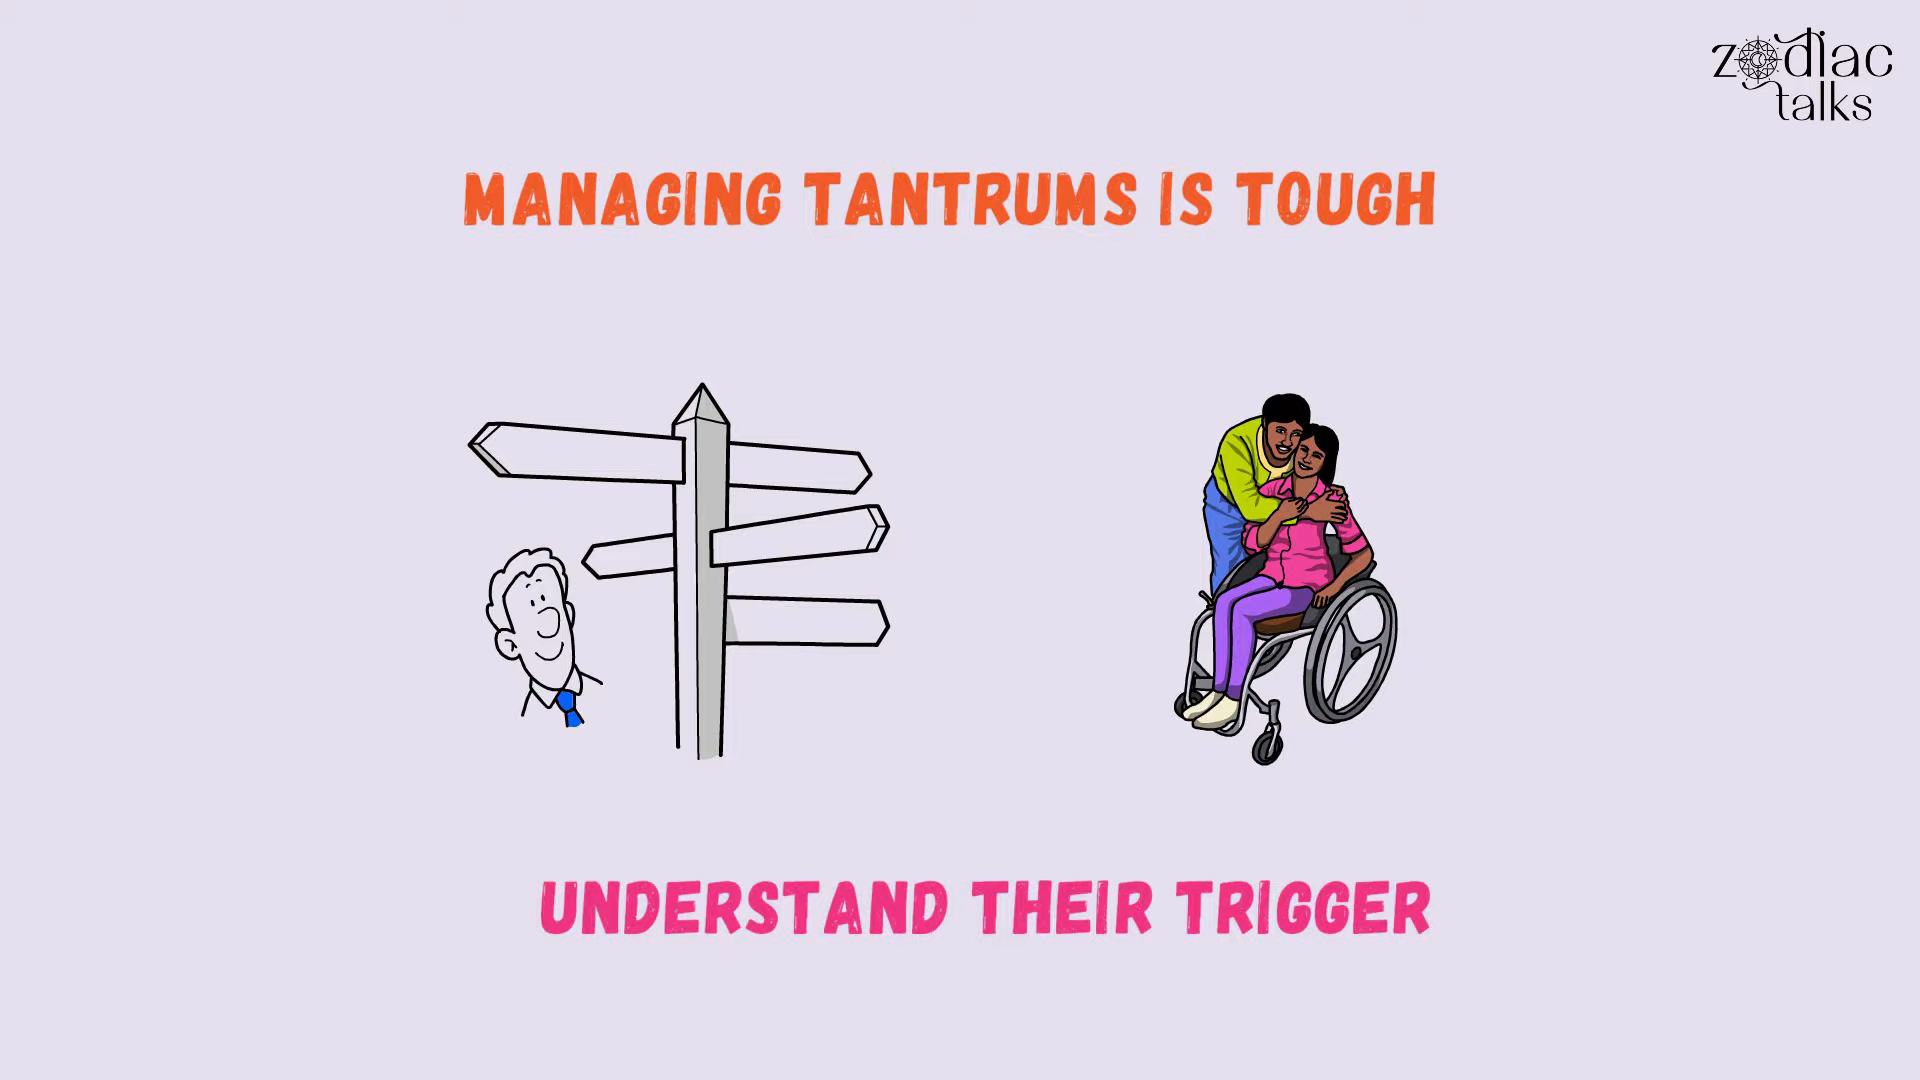 zodiac
talks
MANAGING TANTRUMS IS TOUGH
UNDERSTAND THEIR TRIGGER